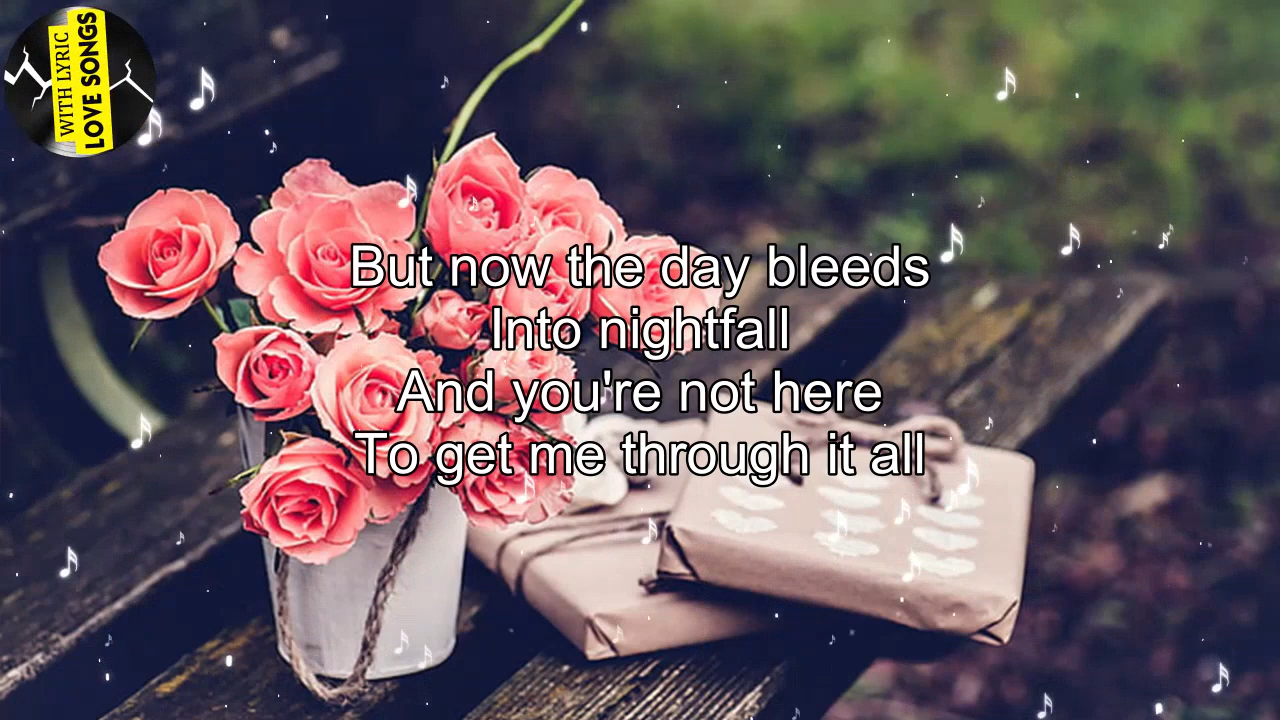 WITH LYRIC
LOVE SONGS
But now the day bleeds
Into nightfall
And you're not here
To get me through it all